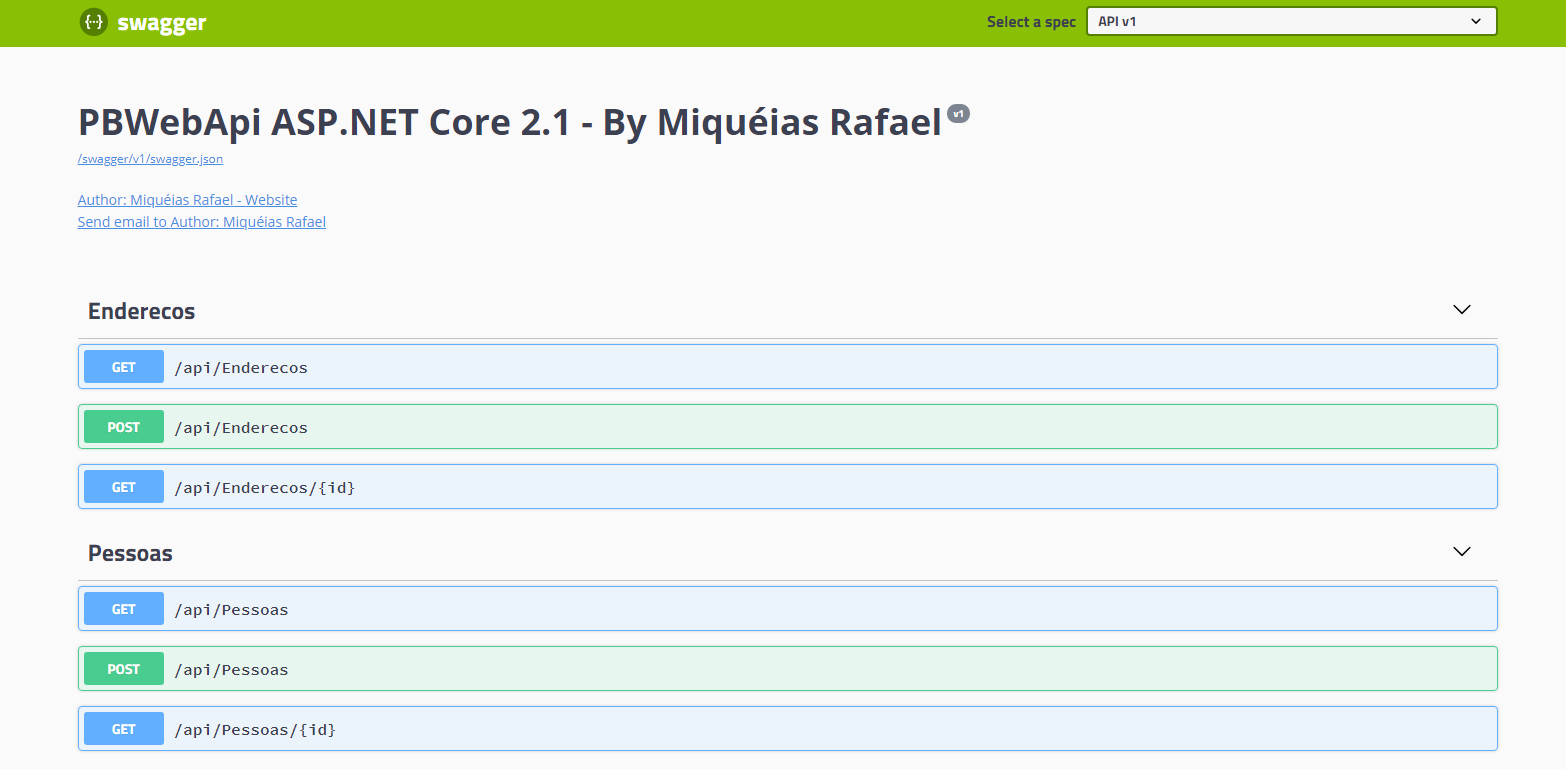 {··} swagger Select a spec API v1
PBWebApi ASP.NET Core 2.1 - By Miquéias Rafael v1
/swagger/v1/swagger.json
Author: Miquéias Rafael - Website
Send email to Author: Miquéias Rafael
Enderecos
GET /api/Enderecos
POST /api/Enderecos
GET /api/Enderecos/{id}
Pessoas
GET /api/Pessoas
POST /api/Pessoas
GET /api/Pessoas/{id}